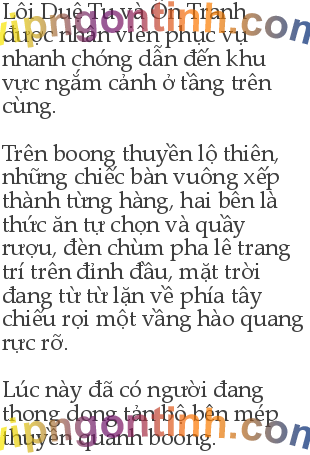 Lôi Duệ Tu và Ôn Tranh
được nhân viên phục vụ
nhanh chóng dẫn đến khu
vực ngắm cảnh ở tầng trên
cùng.
Trên boong thuyền lộ thiên,
những chiếc bàn vuông xếp
thành từng hàng, hai bên là
thức ăn tự chọn và quầy
rượu, đèn chùm pha lê trang
trí trên đỉnh đầu, mặt trời
đang từ từ lặn về phía tây
chiếu rọi một vầng hào quang
rực rỡ.
Lúc này đã có người đang
thong dong tản bộ bên mép
thuyền quanh boong.
vipngontinh.com
vipngontinh.com